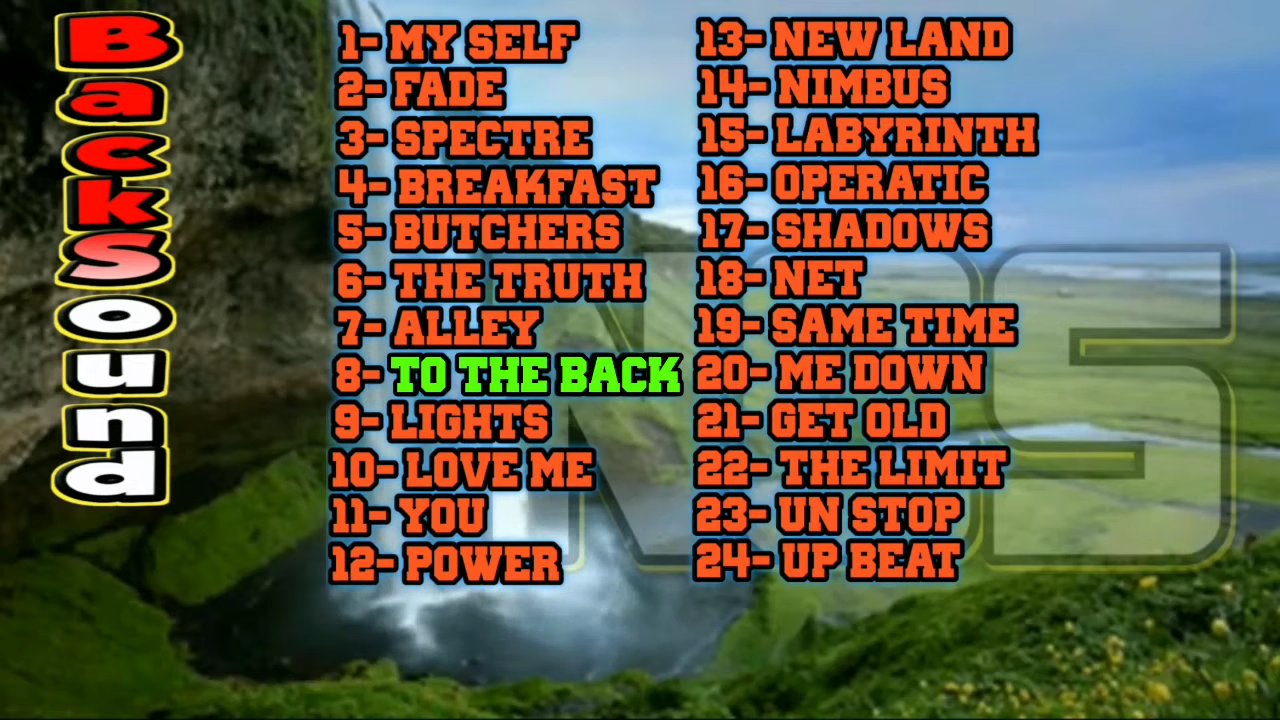 BackSound
1- MY SELF
2- FADE
3- SPECTRE
4- BREAKFAST
5- BUTCHERS
6- THE TRUTH
7- ALLEY
8- TO THE BACK
9- LIGHTS
10- LOVE ME
11- YOU
12- POWER
13- NEW LAND
14- NIMBUS
15- LABYRINTH
16- OPERATIC
17- SHADOWS
18- NET
19- SAME TIME
20- ME DOWN
21- GET OLD
22- THE LIMIT
23- UN STOP
24- UP BEAT